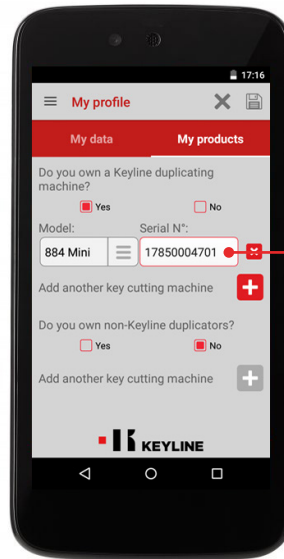 17:16
My profile
My data My products
Do you own a Keyline duplicating
machine?
Yes No
Model: Serial N°:
884 Mini 17850004701
Add another key cutting machine
Do you own non-Keyline duplicators?
Yes No
Add another key cutting machine
KEYLINE